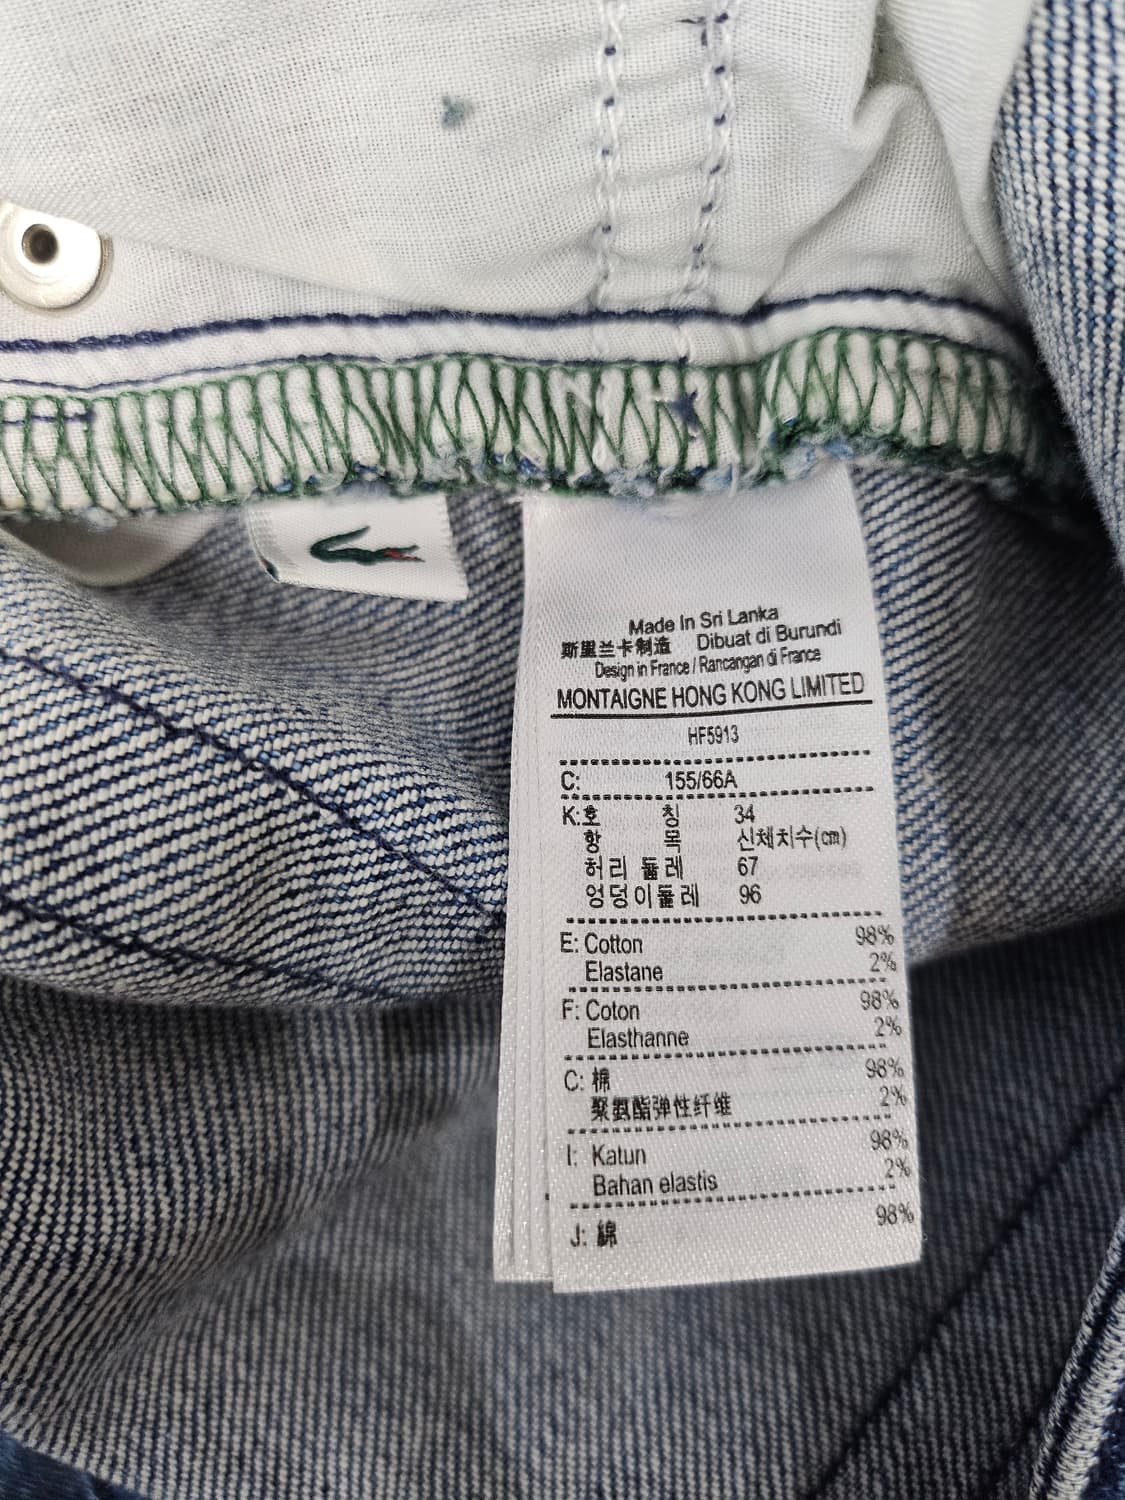 Made In Sri Lanka
斯里兰卡制造 Dibuat di Burundi
Design in France / Rancangan di France
MONTAIGNE HONG KONG LIMITED
HF5913
C: 155/66A
K:호 칭 34
항 목 신체치수(cm)
허리 둘레 67
엉덩이둘레 96
E: Cotton 98%
Elastane 2%
F: Coton 98%
Elasthanne 2%
C: 棉 98%
聚氨酯弹性纤维 2%
I: Katun 98%
Bahan elastis 2%
J: 綿 98%